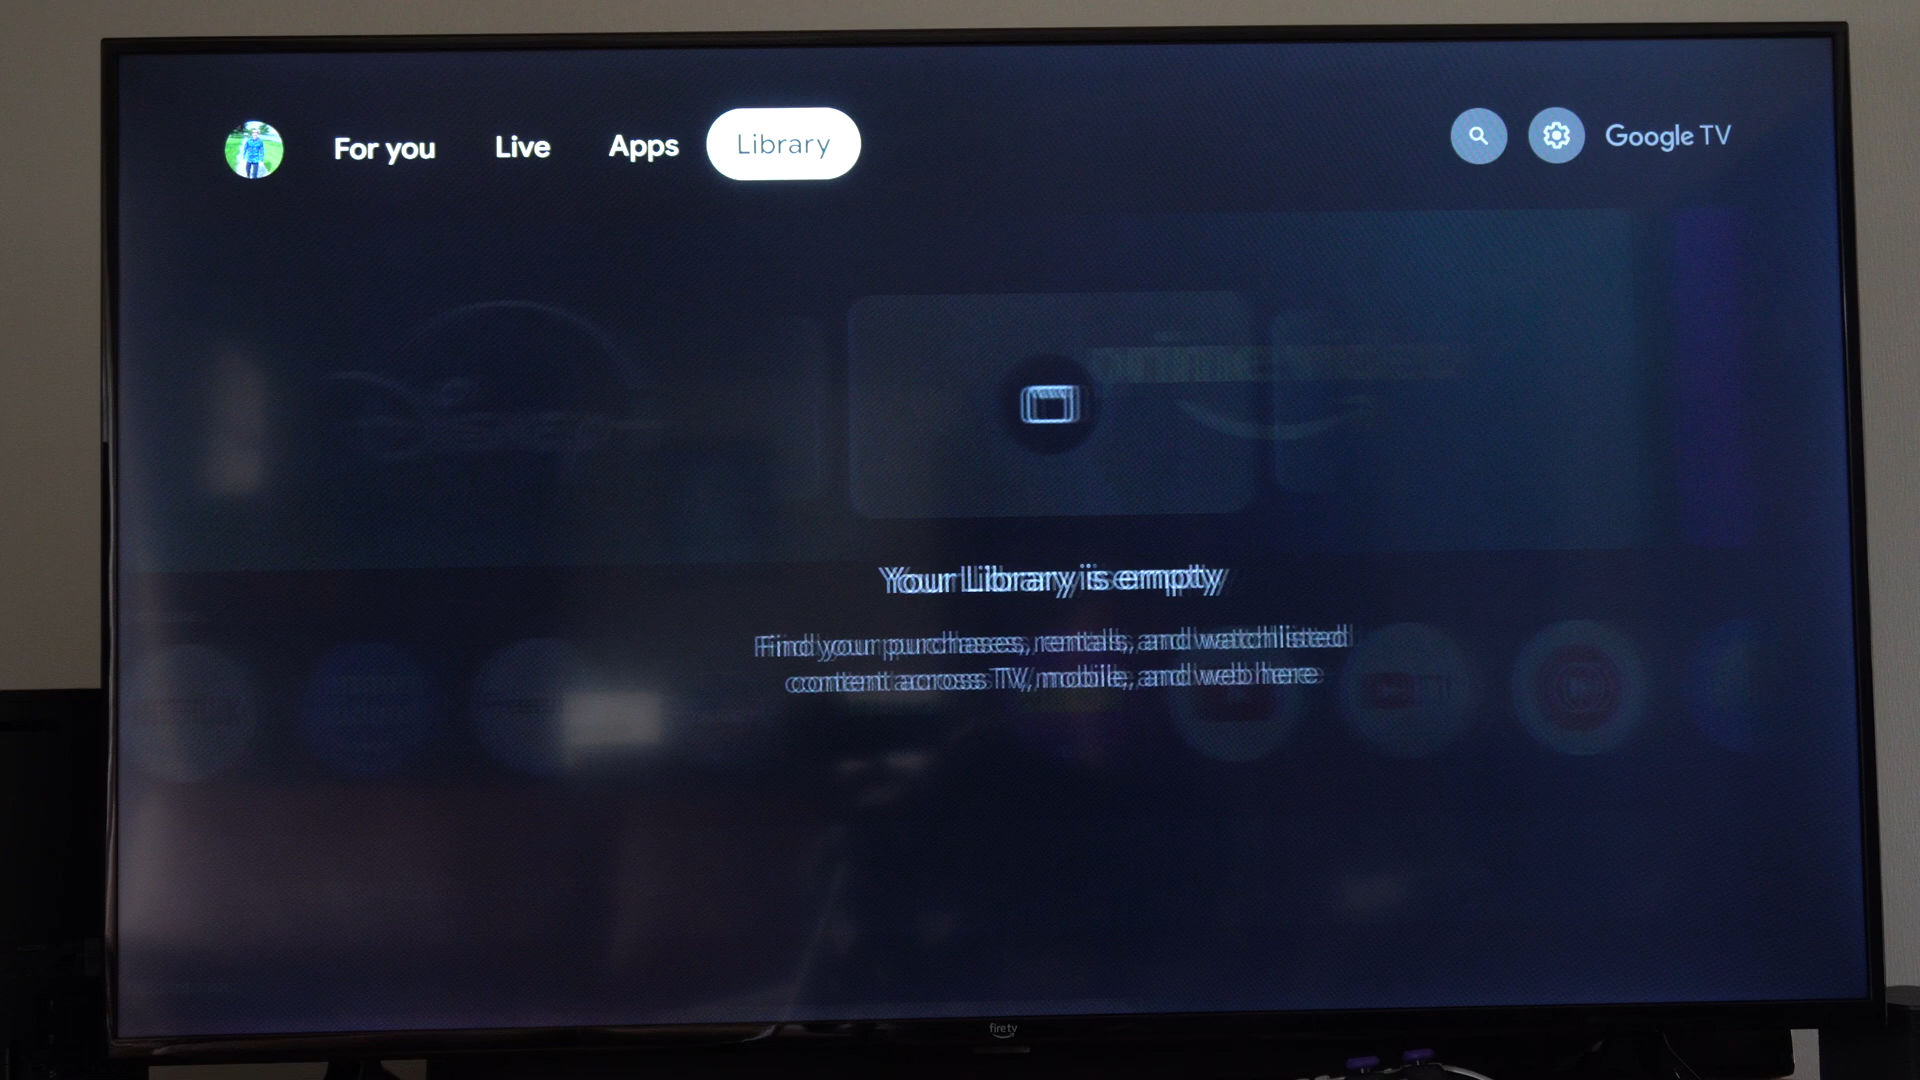 For you Live Apps Library Google TV
Your Library is empty
Find your purchases, rentals, and watchlisted
content across TV, mobile, and web here
firetv